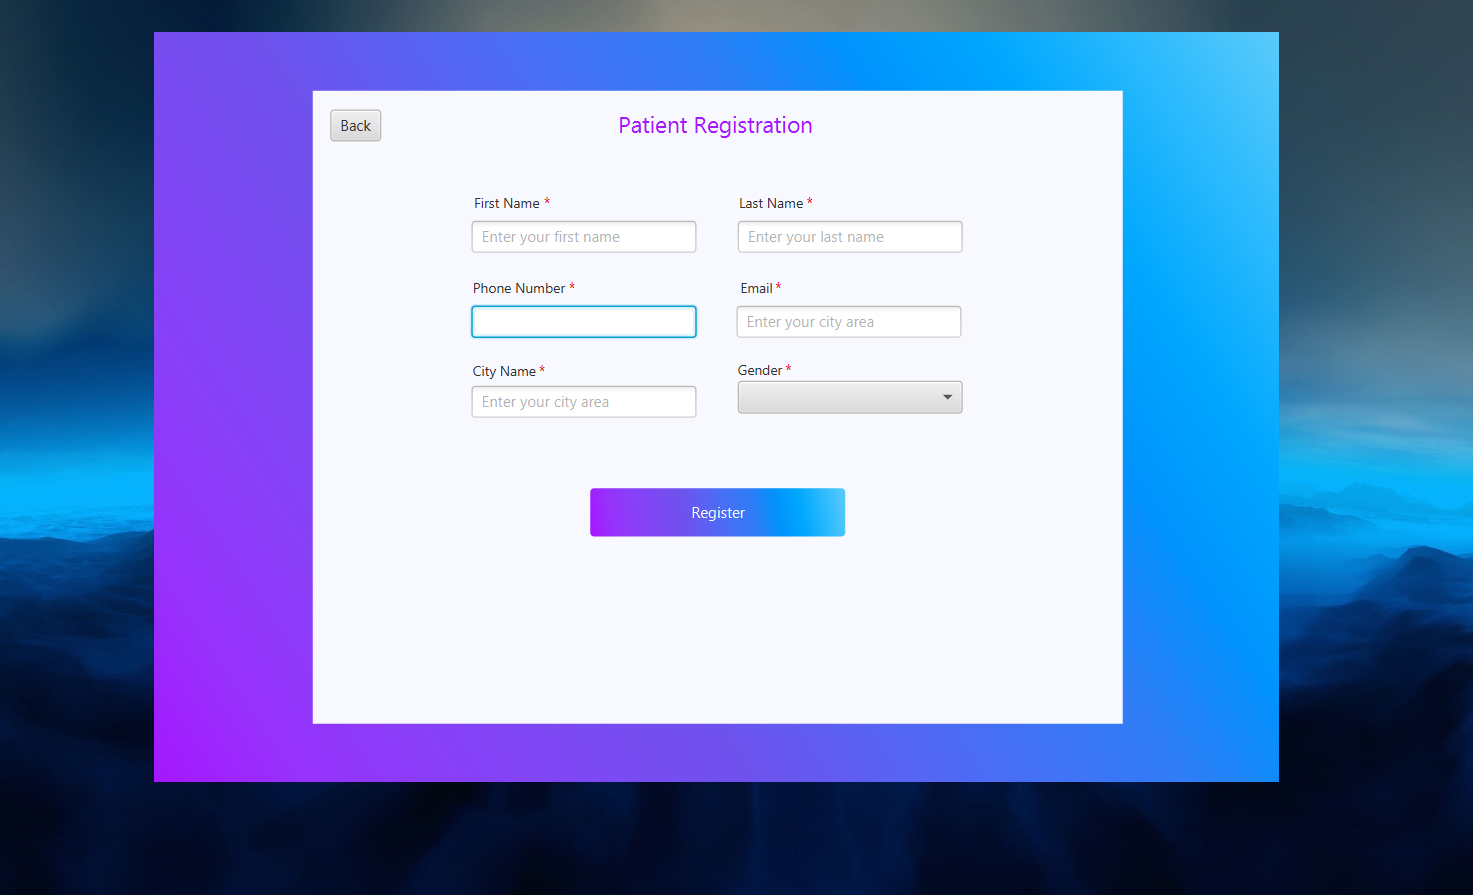 Back
Patient Registration
First Name *
Last Name *
Enter your first name
Enter your last name
Phone Number *
Email *
Enter your city area
City Name *
Gender *
Enter your city area
Register